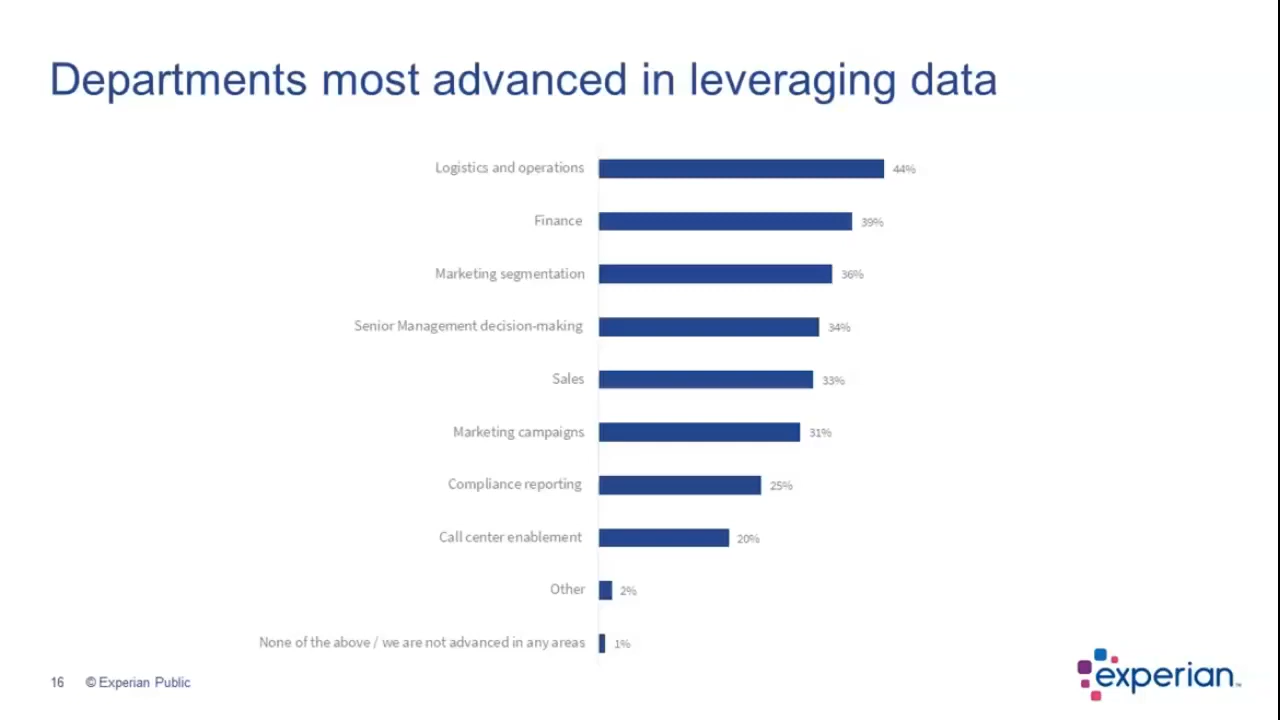 Departments most advanced in leveraging data
Logistics and operations 44%
Finance 39%
Marketing segmentation 36%
Senior Management decision-making 34%
Sales 33%
Marketing campaigns 31%
Compliance reporting 25%
Call center enablement 20%
Other 2%
None of the above / we are not advanced in any areas 1%
16 © Experian Public
experian™